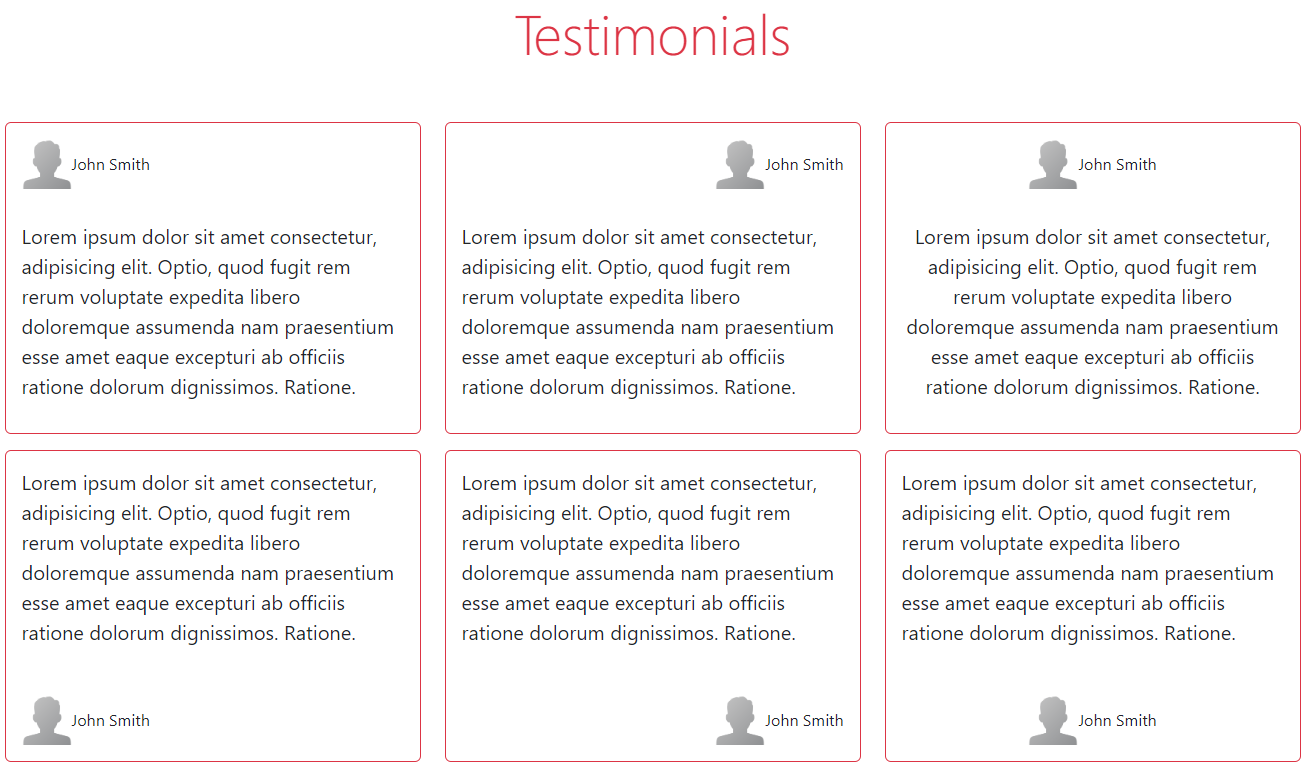 Testimonials
John Smith
Lorem ipsum dolor sit amet consectetur,
adipisicing elit. Optio, quod fugit rem
rerum voluptate expedita libero
doloremque assumenda nam praesentium
esse amet eaque excepturi ab officiis
ratione dolorum dignissimos. Ratione.
John Smith
Lorem ipsum dolor sit amet consectetur,
adipisicing elit. Optio, quod fugit rem
rerum voluptate expedita libero
doloremque assumenda nam praesentium
esse amet eaque excepturi ab officiis
ratione dolorum dignissimos. Ratione.
John Smith
Lorem ipsum dolor sit amet consectetur,
adipisicing elit. Optio, quod fugit rem
rerum voluptate expedita libero
doloremque assumenda nam praesentium
esse amet eaque excepturi ab officiis
ratione dolorum dignissimos. Ratione.
Lorem ipsum dolor sit amet consectetur,
adipisicing elit. Optio, quod fugit rem
rerum voluptate expedita libero
doloremque assumenda nam praesentium
esse amet eaque excepturi ab officiis
ratione dolorum dignissimos. Ratione.
John Smith
Lorem ipsum dolor sit amet consectetur,
adipisicing elit. Optio, quod fugit rem
rerum voluptate expedita libero
doloremque assumenda nam praesentium
esse amet eaque excepturi ab officiis
ratione dolorum dignissimos. Ratione.
John Smith
Lorem ipsum dolor sit amet consectetur,
adipisicing elit. Optio, quod fugit rem
rerum voluptate expedita libero
doloremque assumenda nam praesentium
esse amet eaque excepturi ab officiis
ratione dolorum dignissimos. Ratione.
John Smith